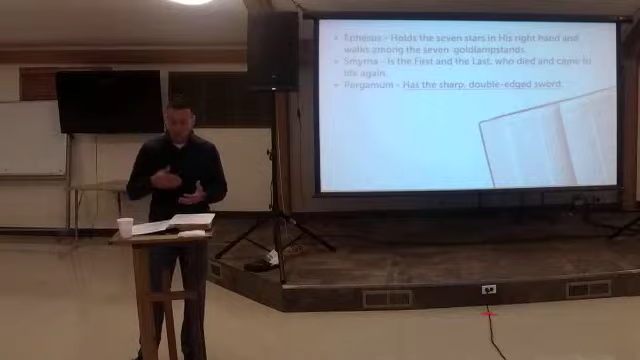 • Ephesus – Holds the seven stars in His right hand and
walks among the seven goldlampstands.
• Smyrna – Is the First and the Last, who died and came to
life again.
• Pergamum – Has the sharp, double-edged sword.